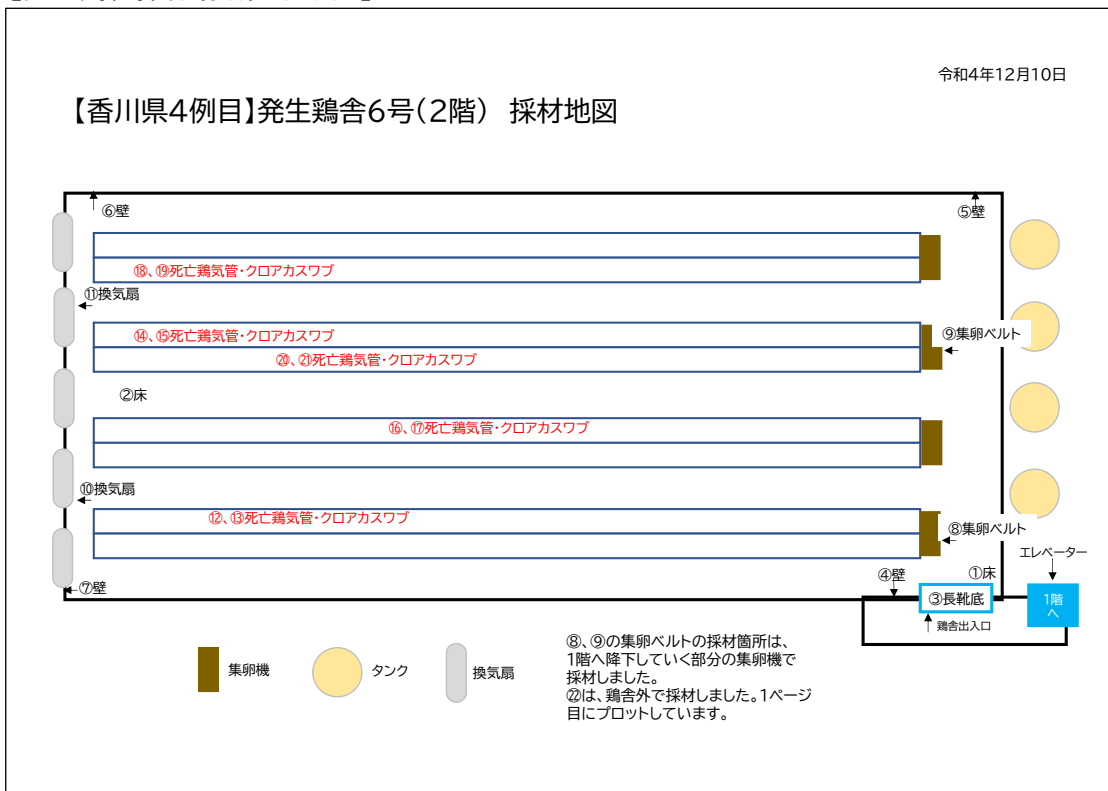 令和4年12月10日
【香川県4例目】発生鶏舎6号(2階) 採材地図
⑥壁
⑤壁
⑱、⑲死亡鶏気管・クロアカスワブ
⑪換気扇
⑭、⑮死亡鶏気管・クロアカスワブ
⑨集卵ベルト
⑳、㉑死亡鶏気管・クロアカスワブ
②床
⑯、⑰死亡鶏気管・クロアカスワブ
⑩換気扇
⑫、⑬死亡鶏気管・クロアカスワブ
⑧集卵ベルト
エレベーター
⑦壁
④壁
①床
③長靴底
1階
へ
鶏舎出入口
集卵機
タンク
換気扇
⑧、⑨の集卵ベルトの採材箇所は、
1階へ降下していく部分の集卵機で
採材しました。
㉒は、鶏舎外で採材しました。1ページ
目にプロットしています。